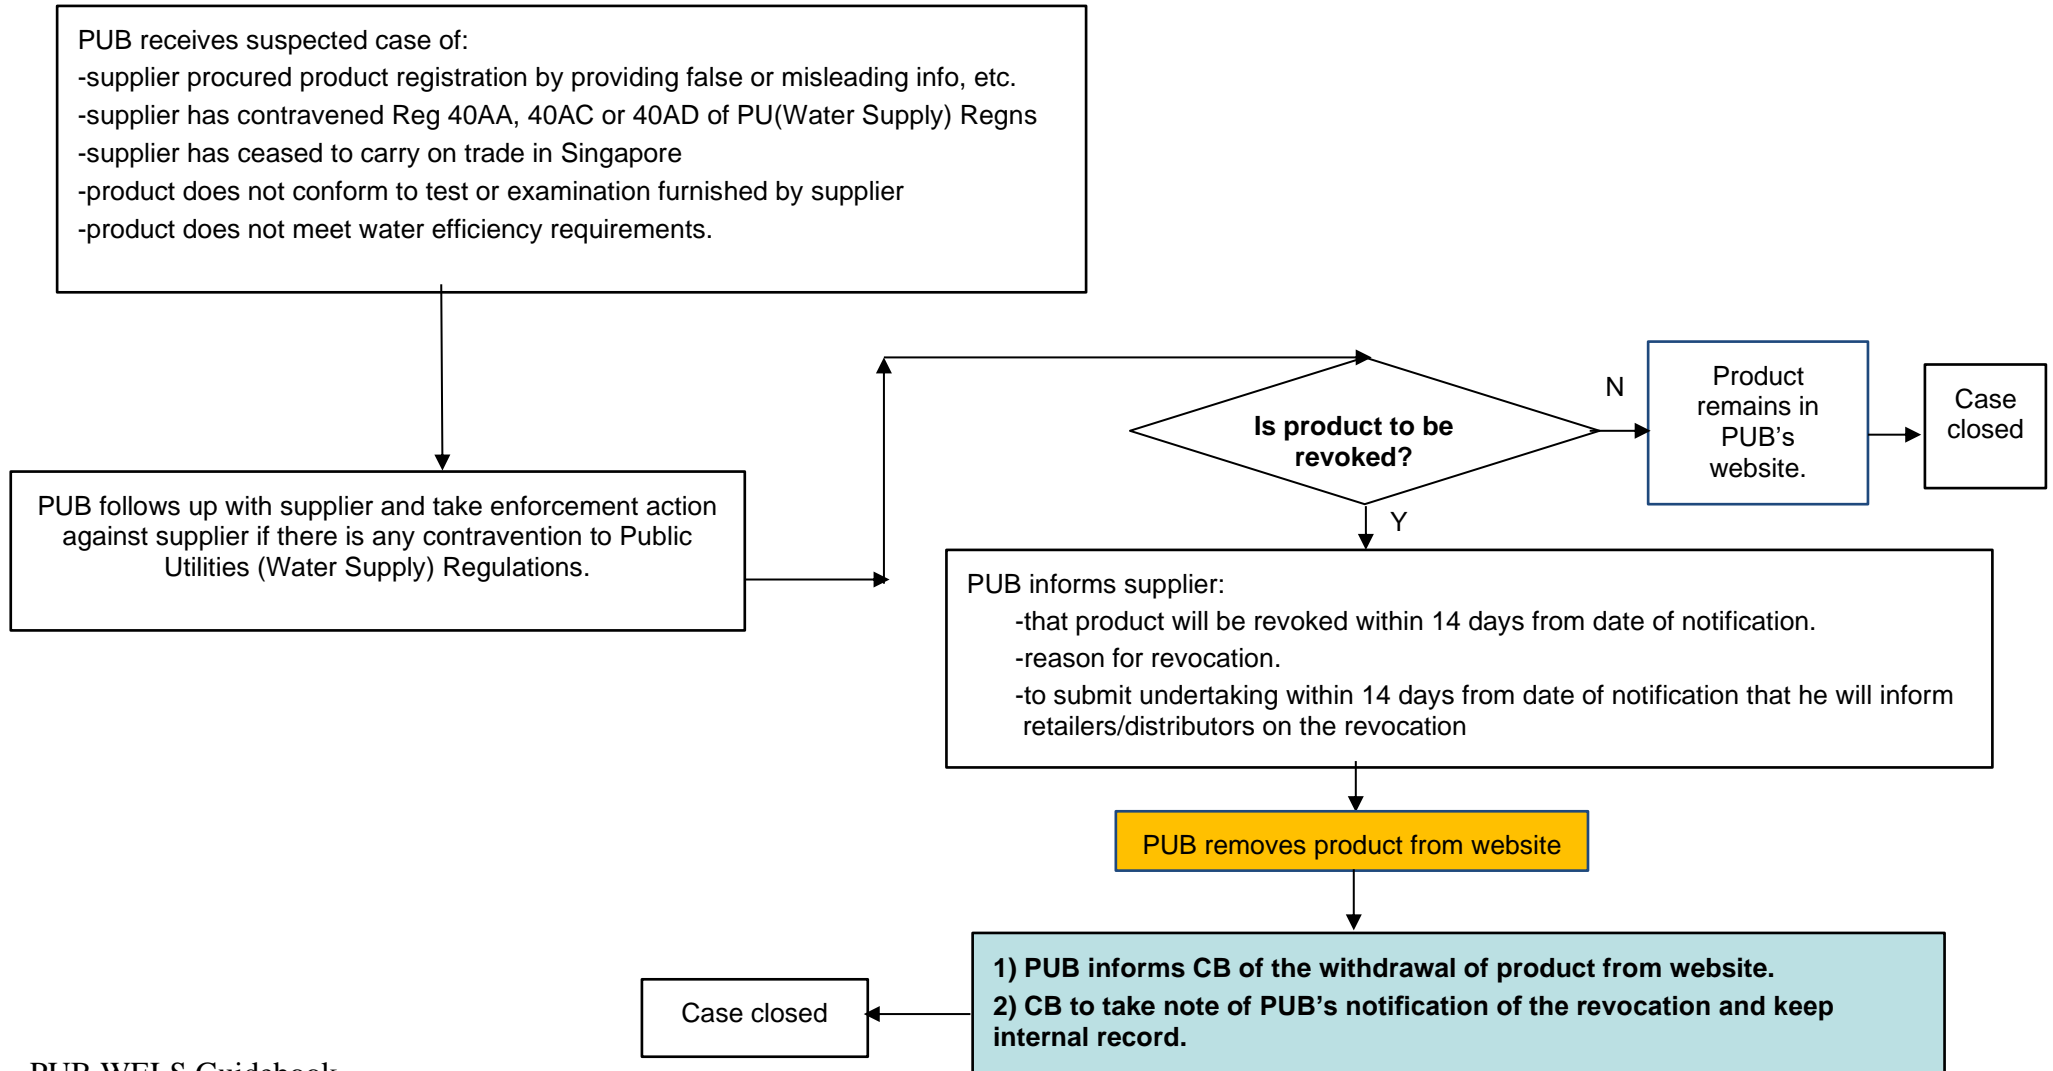 PUB receives suspected case of:
-supplier procured product registration by providing false or misleading info, etc.
-supplier has contravened Reg 40AA, 40AC or 40AD of PU(Water Supply) Regns
-supplier has ceased to carry on trade in Singapore
-product does not conform to test or examination furnished by supplier
-product does not meet water efficiency requirements.
PUB follows up with supplier and take enforcement action
against supplier if there is any contravention to Public
Utilities (Water Supply) Regulations.
Is product to be
revoked?
N
Product
remains in
PUB’s
website.
Case
closed
Y
PUB informs supplier:
-that product will be revoked within 14 days from date of notification.
-reason for revocation.
-to submit undertaking within 14 days from date of notification that he will inform
retailers/distributors on the revocation
PUB removes product from website
1) PUB informs CB of the withdrawal of product from website.
2) CB to take note of PUB’s notification of the revocation and keep
internal record.
Case closed
PUB WELS Guidebook